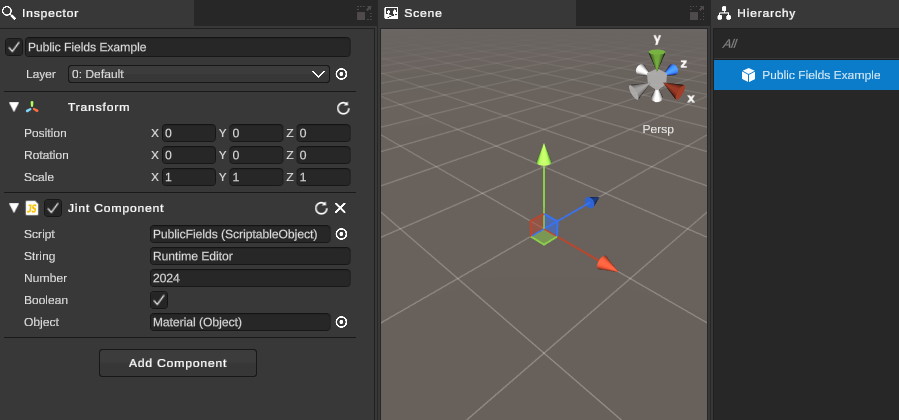 Inspector
Public Fields Example
Layer 0: Default
Transform
Position X 0 Y 0 Z 0
Rotation X 0 Y 0 Z 0
Scale X 1 Y 1 Z 1
JS Jint Component
Script PublicFields (ScriptableObject)
String Runtime Editor
Number 2024
Boolean
Object Material (Object)
Add Component
Scene
y
z
x
Persp
Hierarchy
All
Public Fields Example